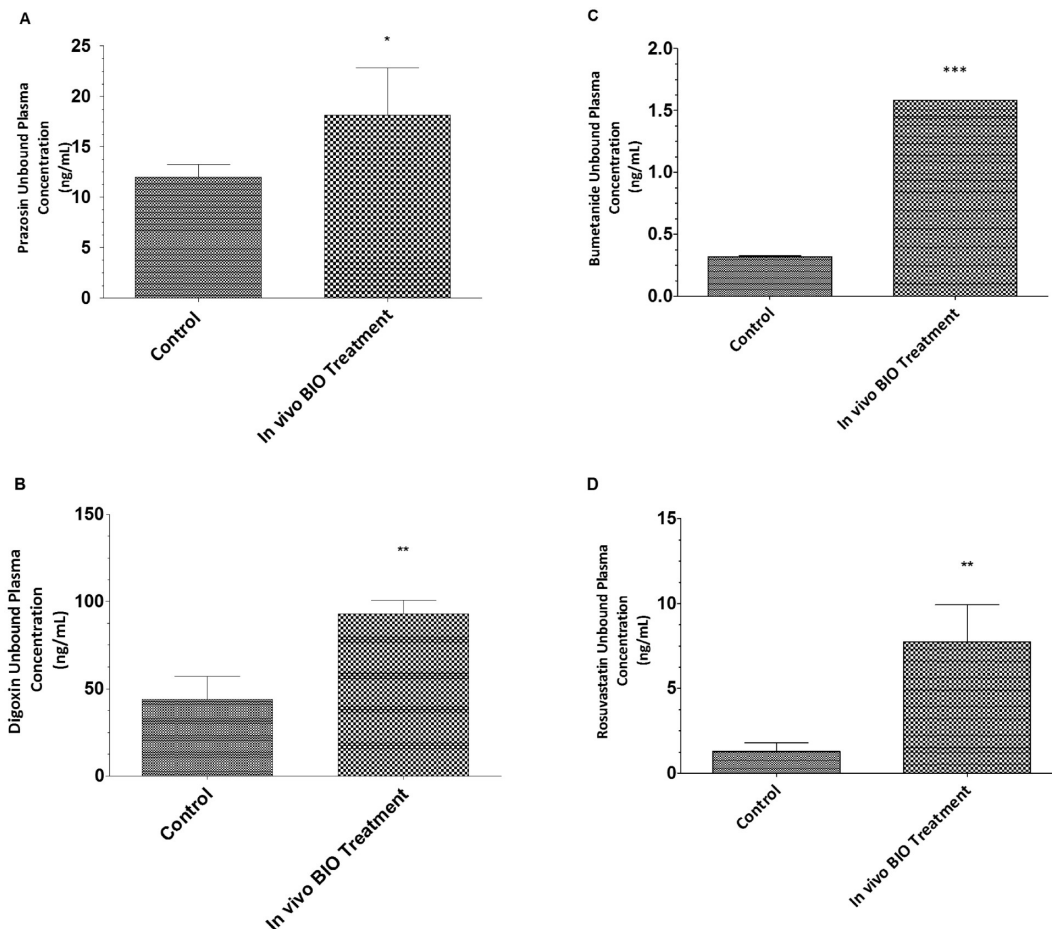 A
Prazosin Unbound Plasma
Concentration
(ng/mL)
25
20
15
10
5
0
*
Control
In vivo BIO Treatment
C
Bumetanide Unbound Plasma
Concentration
(ng/mL)
2.0
1.5
1.0
0.5
0.0
***
Control
In vivo BIO Treatment
B
Digoxin Unbound Plasma
Concentration
(ng/mL)
150
100
50
0
**
Control
In vivo BIO Treatment
D
Rosuvastatin Unbound Plasma
Concentration
(ng/mL)
15
10
5
0
**
Control
In vivo BIO Treatment